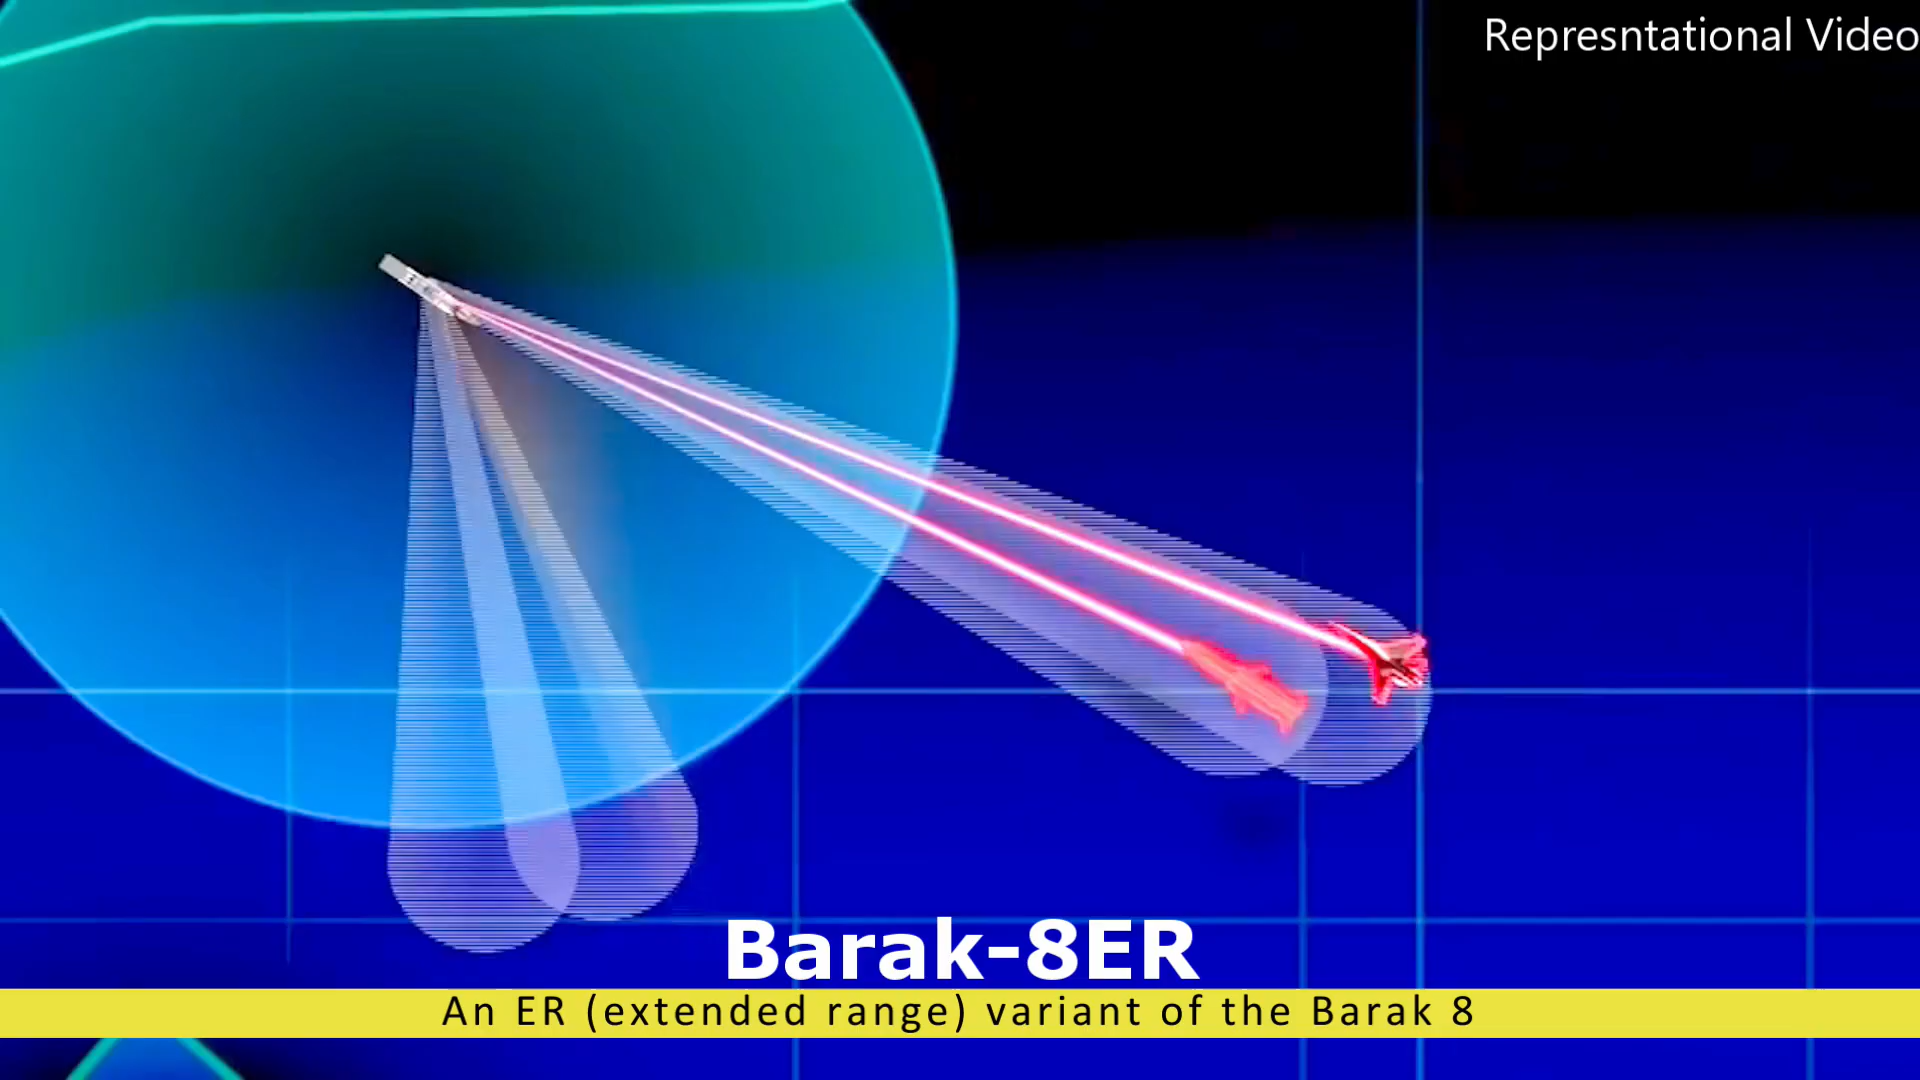 Represntational Video
Barak-8ER
An ER (extended range) variant of the Barak 8